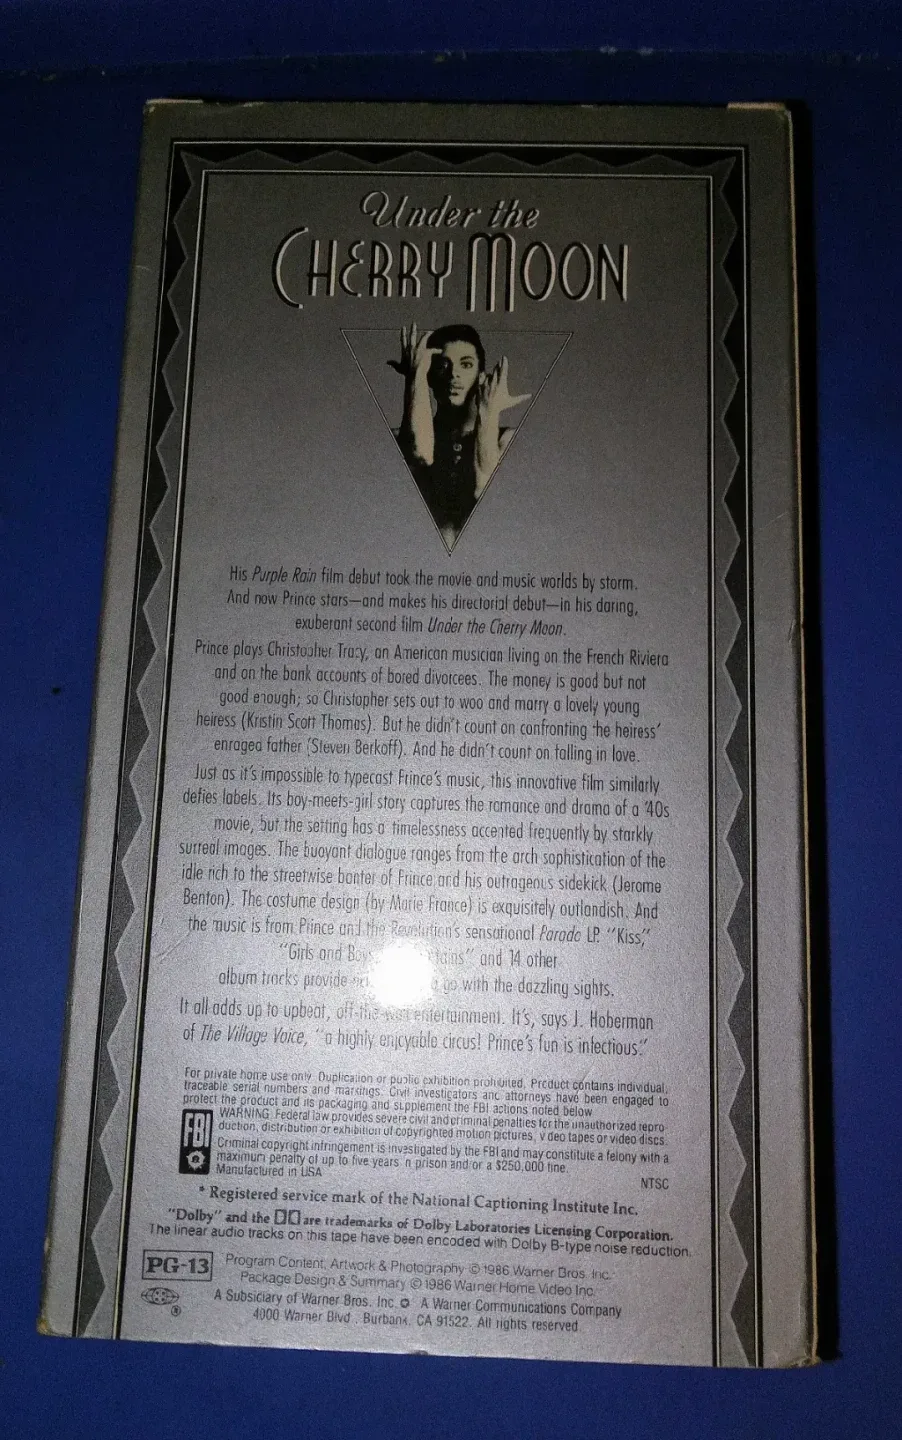 Under the
CHERRY MOON
His Purple Rain film debut took the movie and music worlds by storm.
And now Prince stars—and makes his directorial debut—in his daring,
exuberant second film Under the Cherry Moon.
Prince plays Christopher Tracy, an American musician living on the French Riviera
and on the bank accounts of bored divorcees. The money is good but not
good enough; so Christopher sets out to woo and marry a lovely young
heiress (Kristin Scott Thomas). But he didn't count on confronting the heiress'
enraged father (Steven Berkoff). And he didn't count on falling in love.
Just as it's impossible to typecast Prince's music, this innovative film similarly
defies labels. Its boy-meets-girl story captures the romance and drama of a '40s
movie, but the setting has a timelessness accented frequently by starkly
surreal images. The buoyant dialogue ranges from the arch sophistication of the
idle rich to the streetwise banter of Prince and his outrageous sidekick (Jerome
Benton). The costume design (by Marie France) is exquisitely outlandish. And
the music is from Prince and the Revolution's sensational Parade LP. "Kiss,"
"Girls and and 14 other
album tracks provide go with the dazzling sights.
It all adds up to upbeat, off-the-wall entertainment. It's, says J. Hoberman
of The Village Voice, "a highly enjoyable circus! Prince's fun is infectious."
For private home use only. Duplication or public exhibition prohibited. Product contains individual,
traceable serial numbers and markings. Civil investigators and attorneys have been engaged to
protect the product and its packaging and supplement the FBI actions noted below.
FBI
WARNING: Federal law provides severe civil and criminal penalties for the unauthorized repro-
duction, distribution or exhibition of copyrighted motion pictures, video tapes or video discs.
Criminal copyright infringement is investigated by the FBI and may constitute a felony with a
maximum penalty of up to five years in prison and/or a $250,000 fine.
Manufactured in USA
NTSC
* Registered service mark of the National Captioning Institute Inc.
"Dolby" and the DD are trademarks of Dolby Laboratories Licensing Corporation.
The linear audio tracks on this tape have been encoded with Dolby B-type noise reduction.
PG-13
Program Content, Artwork & Photography © 1986 Warner Bros. Inc.
Package Design & Summary © 1986 Warner Home Video Inc.
®
A Subsidiary of Warner Bros. Inc. A Warner Communications Company
4000 Warner Blvd., Burbank, CA 91522. All rights reserved.